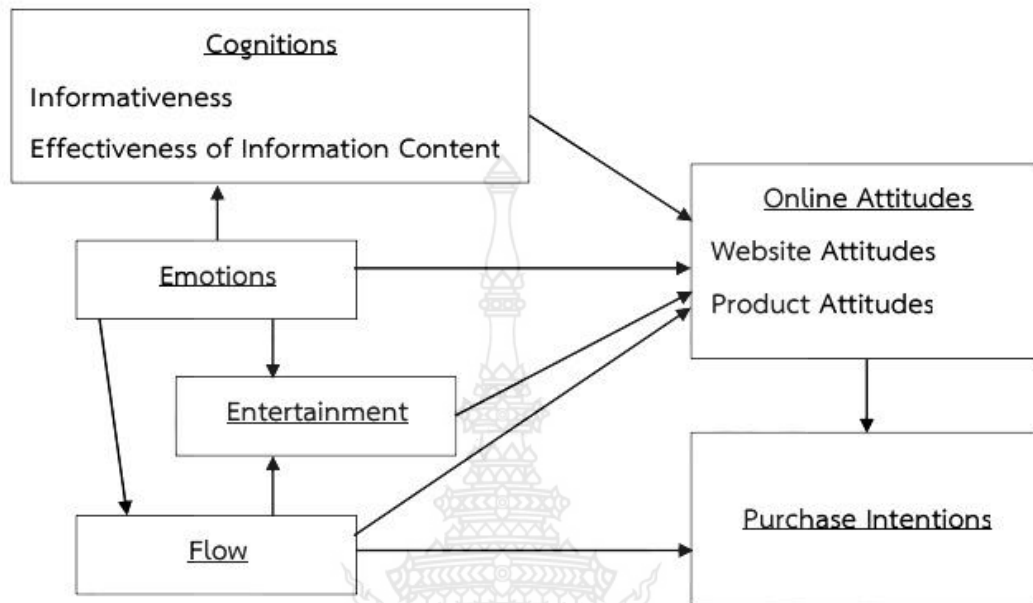 Cognitions
Informativeness
Effectiveness of Information Content
Emotions
Entertainment
Flow
Online Attitudes
Website Attitudes
Product Attitudes
Purchase Intentions